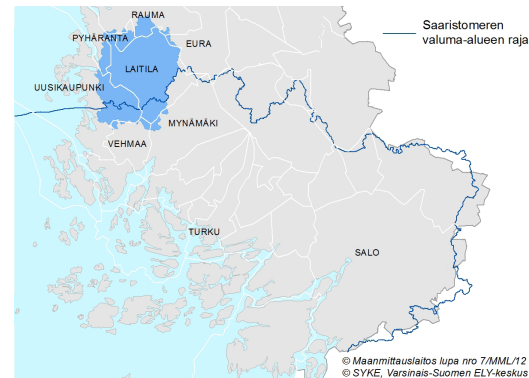 RAUMA
Saaristomeren
valuma-alueen raja
PYHÄRANTA
EURA
LAITILA
UUSIKAUPUNKI
MYNÄMÄKI
VEHMAA
TURKU
SALO
© Maanmittauslaitos lupa nro 7/MML/12
© SYKE, Varsinais-Suomen ELY-keskus